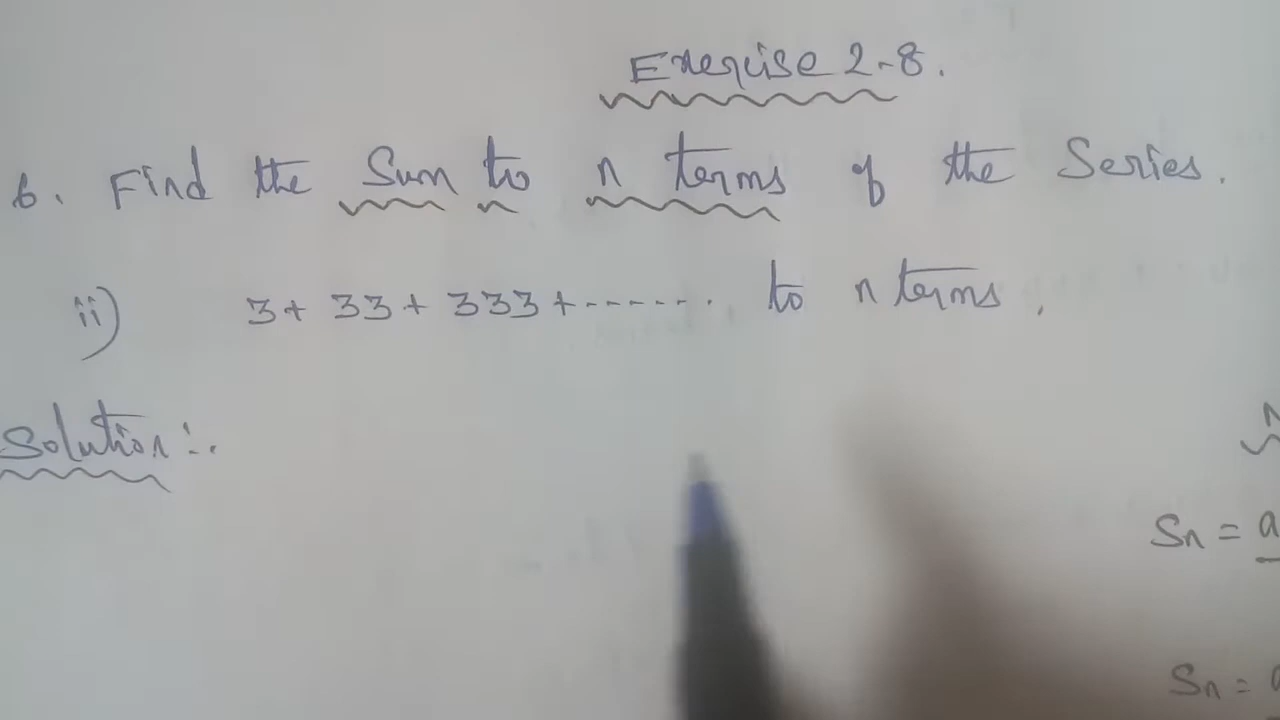 Exercise 2.8.
6. Find the Sum to n terms of the Series.
ii) 3+ 33+ 333+------. to n terms.
Solution:.
Sn = a
Sn =